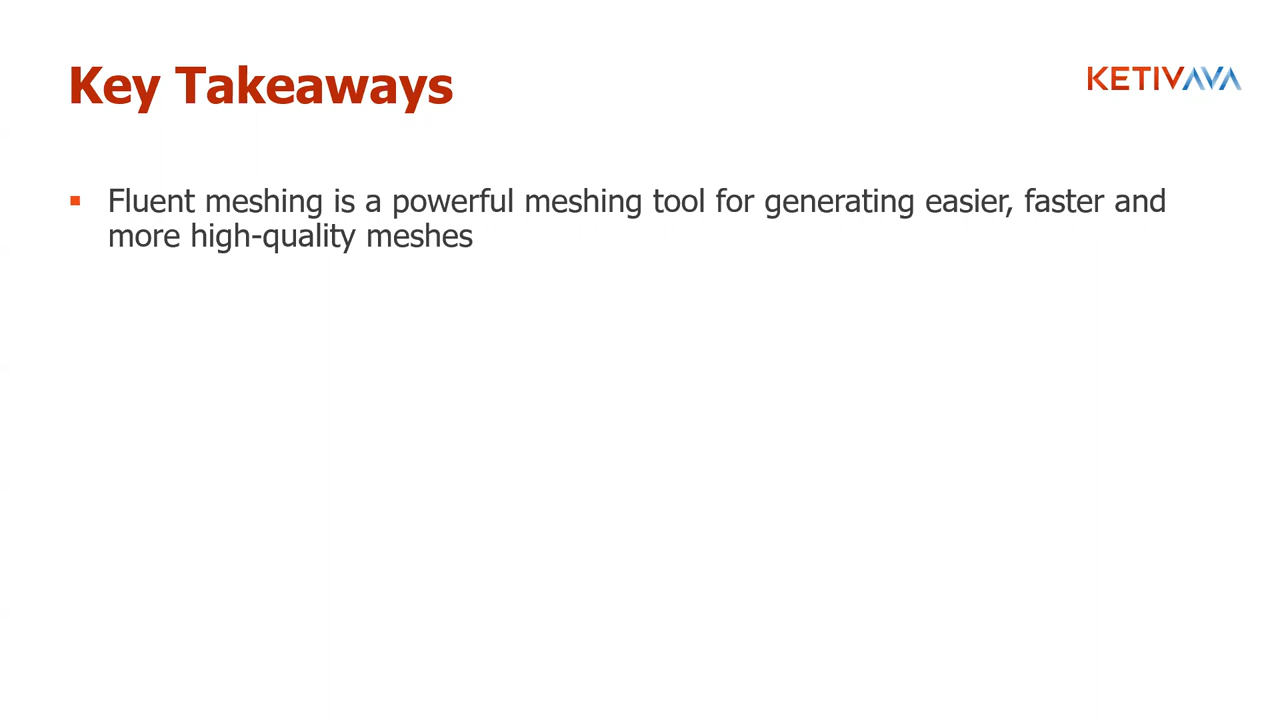 Key Takeaways
KETIVAVA
▪ Fluent meshing is a powerful meshing tool for generating easier, faster and
more high-quality meshes